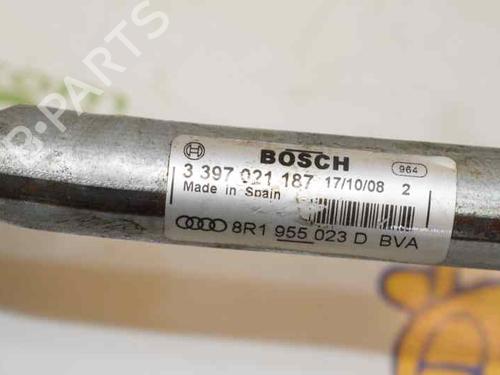 B-PARTS
BOSCH
964
3 397 021 187 17/10/08 2
Made in Spain
8R1 955 023 D BVA